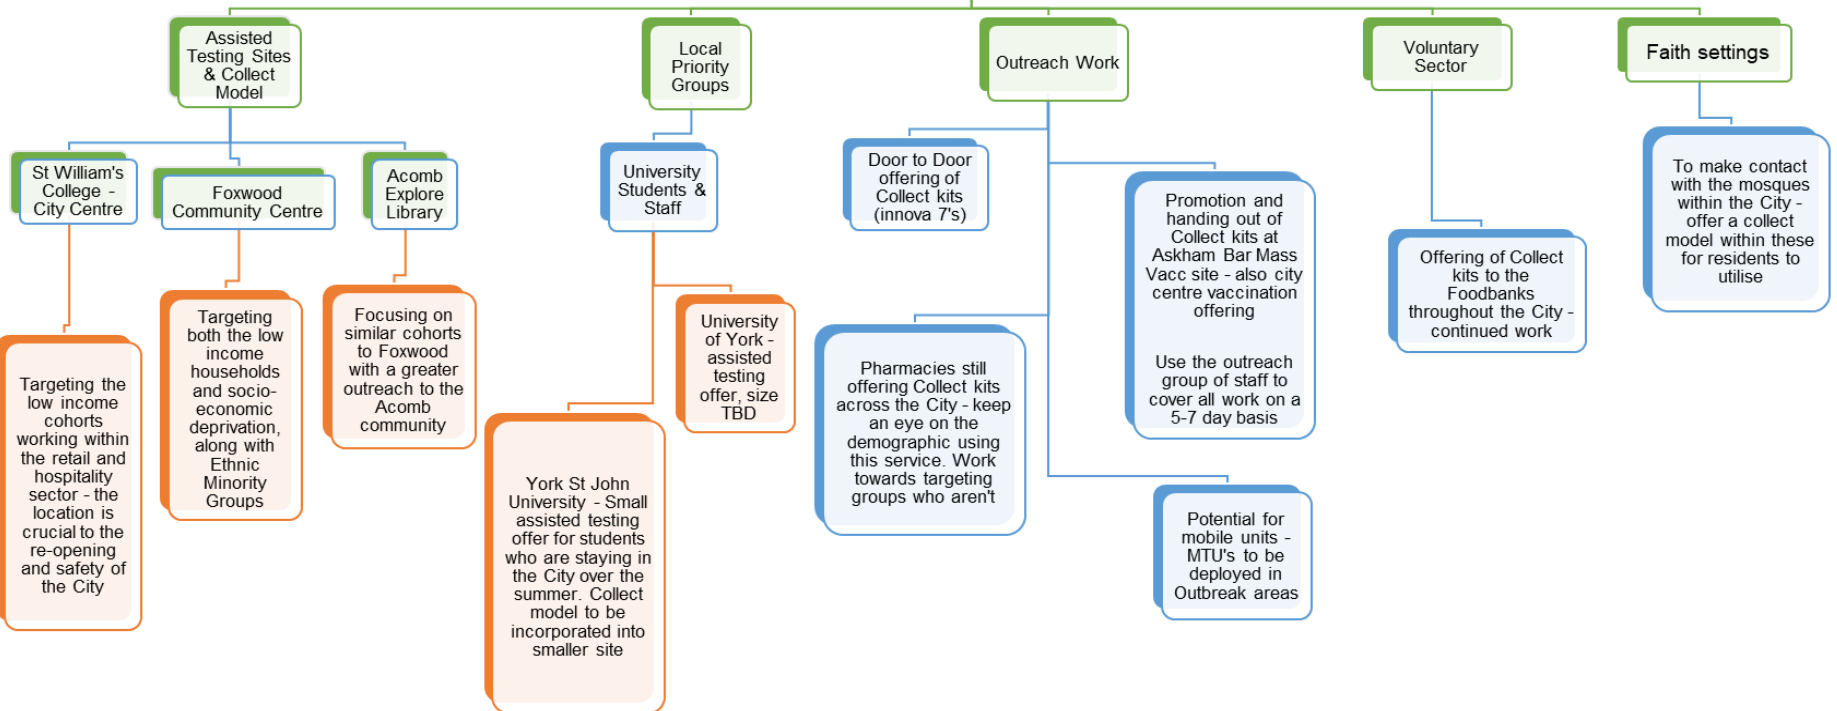 Assisted
Testing Sites
& Collect
Model
Local
Priority
Groups
Outreach Work
Voluntary
Sector
Faith settings
St William's
College -
City Centre
Foxwood
Community Centre
Acomb
Explore
Library
University
Students &
Staff
Door to Door
offering of
Collect kits
(innova 7's)
Promotion and
handing out of
Collect kits at
Askham Bar Mass
Vacc site - also city
centre vaccination
offering
Use the outreach
group of staff to
cover all work on a
5-7 day basis
Offering of Collect
kits to the
Foodbanks
throughout the City -
continued work
To make contact
with the mosques
within the City -
offer a collect
model within these
for residents to
utilise
Targeting the
low income
cohorts
working within
the retail and
hospitality
sector - the
location is
crucial to the
re-opening
and safety of
the City
Targeting
both the low
income
households
and socio-
economic
deprivation,
along with
Ethnic
Minority
Groups
Focusing on
similar cohorts
to Foxwood
with a greater
outreach to the
Acomb
community
York St John
University - Small
assisted testing
offer for students
who are staying in
the City over the
summer. Collect
model to be
incorporated into
smaller site
University
of York -
assisted
testing
offer, size
TBD
Pharmacies still
offering Collect kits
across the City - keep
an eye on the
demographic using
this service. Work
towards targeting
groups who aren't
Potential for
mobile units -
MTU's to be
deployed in
Outbreak areas